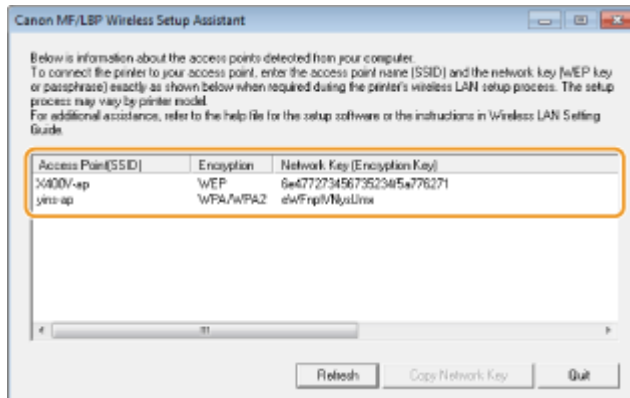 Canon MF/LBP Wireless Setup Assistant
Below is information about the access points detected from your computer.
To connect the printer to your access point, enter the access point name (SSID) and the network key (WEP key
or passphrase) exactly as shown below when required during the printer's wireless LAN setup process. The setup
process may vary by printer model.
For additional assistance, refer to the help file for the setup software or the instructions in Wireless LAN Setting
Guide.
Access Point(SSID) Encryption Network Key (Encryption Key)
X400V-ap WEP
yins-ap WPA/WPA2
Refresh Copy Network Key Quit